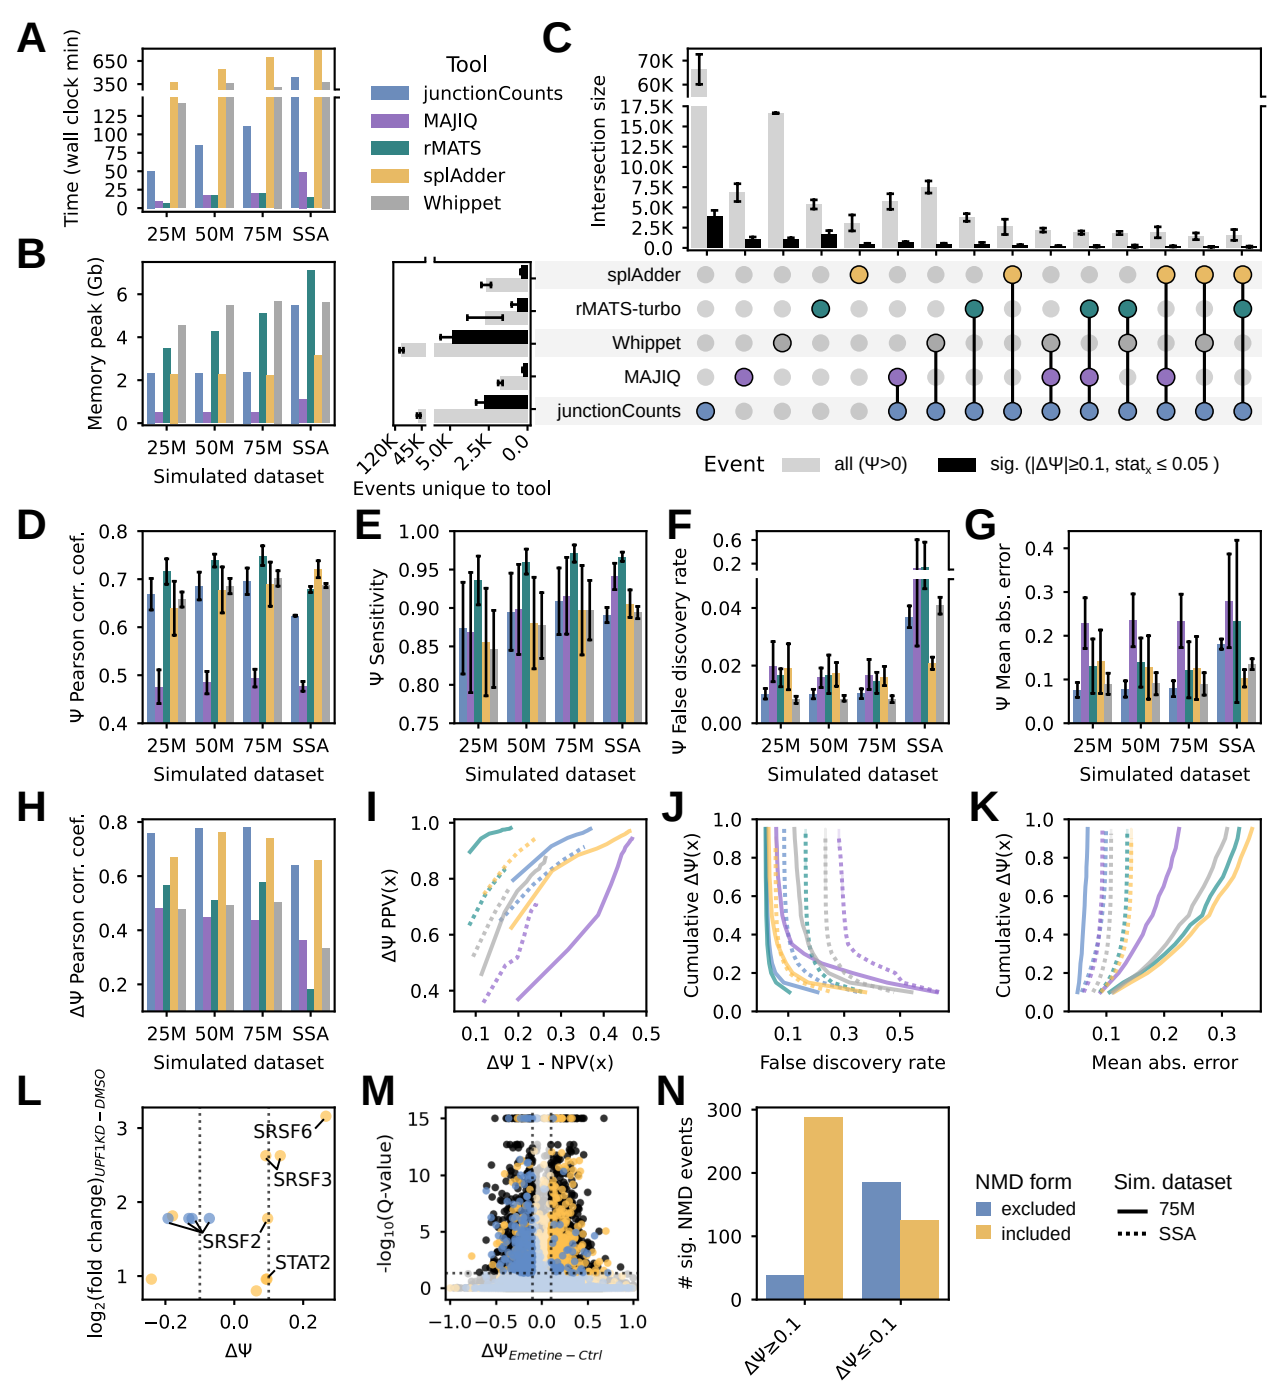 A
Time (wall clock min)
650
350
125
100
75
50
25
0
25M 50M 75M SSA
Tool
junctionCounts
MAJIQ
rMATS
splAdder
Whippet
B
Memory peak (Gb)
6
4
2
0
25M 50M 75M SSA
Simulated dataset
120K 45K 5.0K 2.5K 0.0
Events unique to tool
C
Intersection size
70K
60K
17.5K
15.0K
12.5K
10.0K
7.5K
5.0K
2.5K
0.0
splAdder
rMATS-turbo
Whippet
MAJIQ
junctionCounts
Event all (Ψ>0) sig. (|ΔΨ|≥0.1, statₓ ≤ 0.05 )
D
Ψ Pearson corr. coef.
0.8
0.7
0.6
0.5
0.4
25M 50M 75M SSA
Simulated dataset
E
Ψ Sensitivity
1.00
0.95
0.90
0.85
0.80
0.75
25M 50M 75M SSA
Simulated dataset
F
Ψ False discovery rate
0.6
0.2
0.04
0.02
0.00
25M 50M 75M SSA
Simulated dataset
G
Ψ Mean abs. error
0.4
0.3
0.2
0.1
0.0
25M 50M 75M SSA
Simulated dataset
H
ΔΨ Pearson corr. coef.
0.8
0.6
0.4
0.2
25M 50M 75M SSA
Simulated dataset
I
ΔΨ PPV(x)
1.0
0.8
0.6
0.4
0.1 0.2 0.3 0.4 0.5
ΔΨ 1 - NPV(x)
J
Cumulative ΔΨ(x)
1.0
0.8
0.6
0.4
0.2
0.0
0.1 0.3 0.5
False discovery rate
K
Cumulative ΔΨ(x)
1.0
0.8
0.6
0.4
0.2
0.0
0.1 0.2 0.3
Mean abs. error
L
log₂(fold change)UPF1KD−DMSO
3
2
1
SRSF6
SRSF3
SRSF2
STAT2
−0.2 0.0 0.2
ΔΨ
M
-log₁₀(Q-value)
15
10
5
0
−1.0 −0.5 0.0 0.5 1.0
ΔΨEmetine−Ctrl
N
# sig. NMD events
300
200
100
0
ΔΨ≥0.1 ΔΨ≤-0.1
NMD form
excluded
included
Sim. dataset
75M
SSA